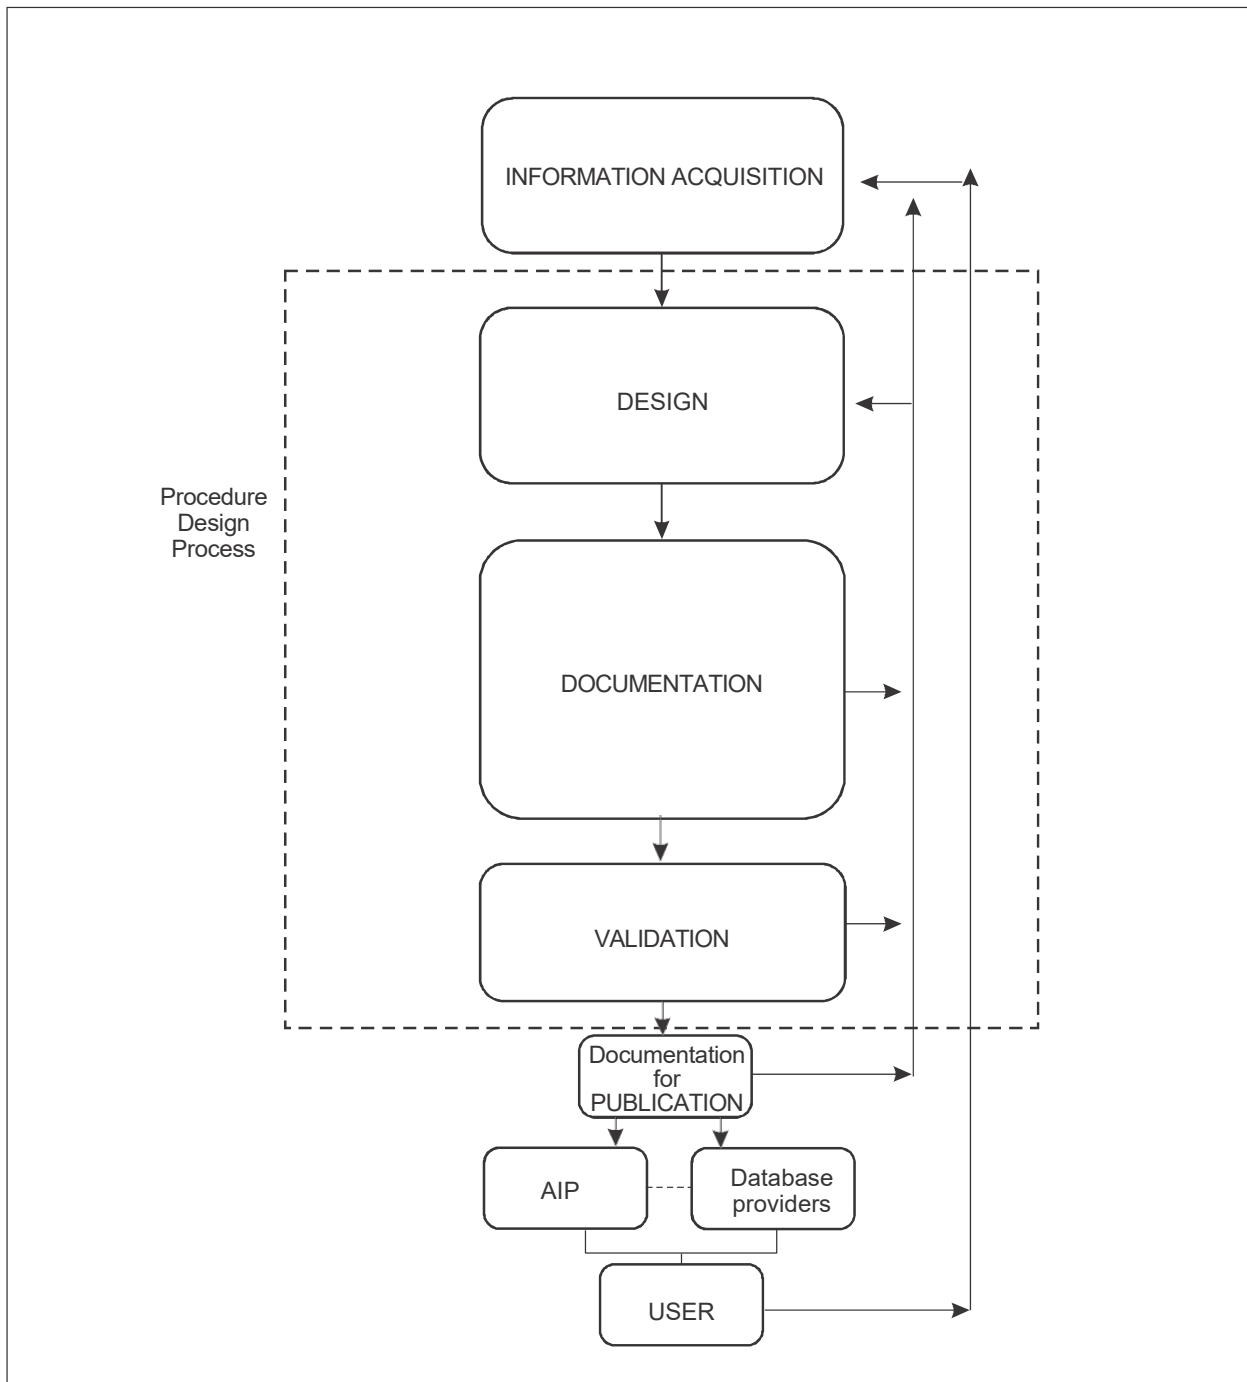 INFORMATION ACQUISITION
DESIGN
Procedure
Design
Process
DOCUMENTATION
VALIDATION
Documentation
for
PUBLICATION
AIP
Database
providers
USER